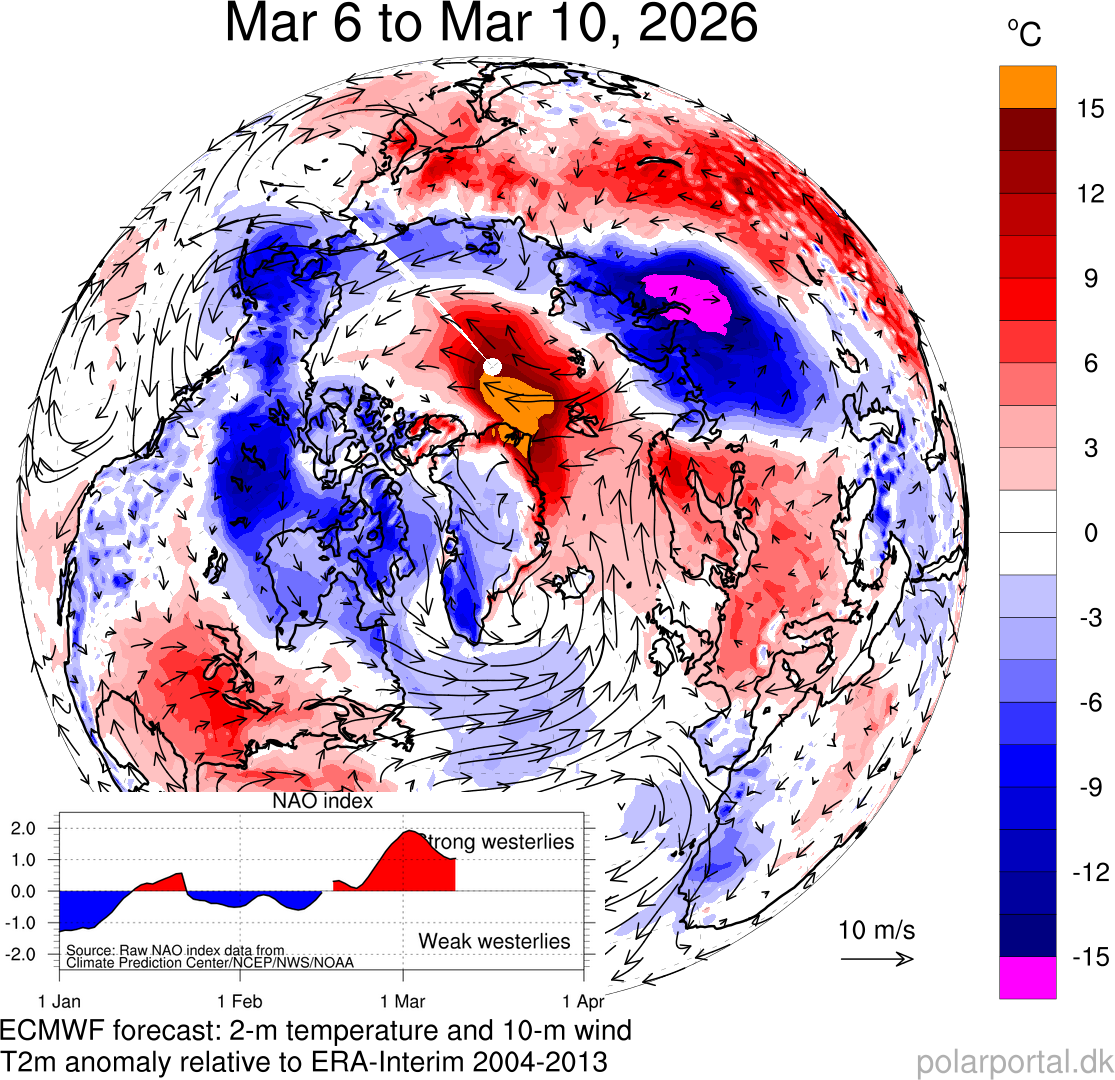 Mar 6 to Mar 10, 2026
oC
15
12
9
6
3
0
-3
-6
-9
-12
-15
10 m/s
NAO index
2.0
1.0
0.0
-1.0
-2.0
Strong westerlies
Weak westerlies
Source: Raw NAO index data from
Climate Prediction Center/NCEP/NWS/NOAA
1 Jan
1 Feb
1 Mar
1 Apr
ECMWF forecast: 2-m temperature and 10-m wind
T2m anomaly relative to ERA-Interim 2004-2013
polarportal.dk